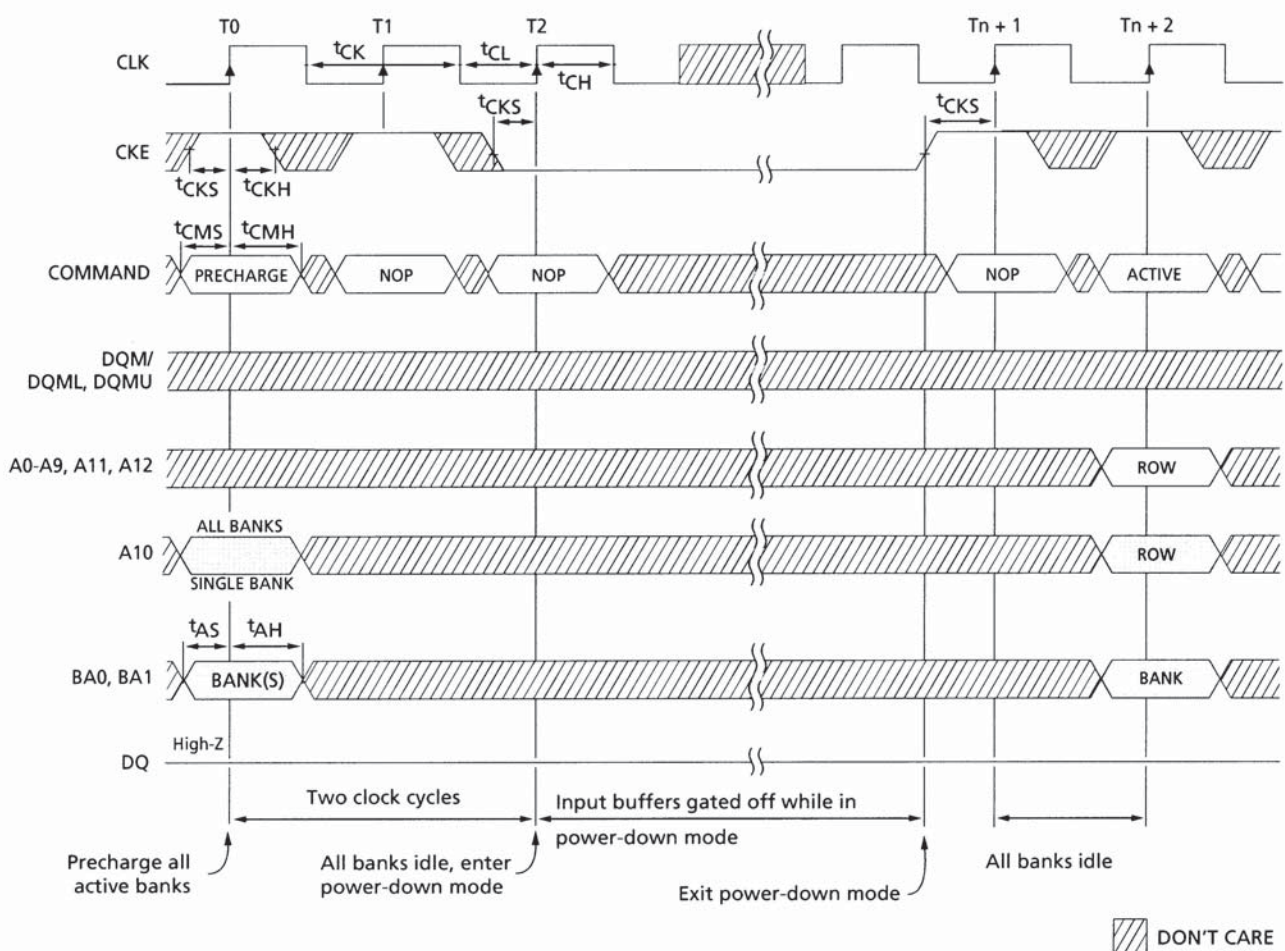 T0 T1 T2 Tn + 1 Tn + 2
CLK
tCK tCL
tCH
tCKS tCKS
CKE
tCKS tCKH
tCMS tCMH
COMMAND PRECHARGE NOP NOP NOP ACTIVE
DQM/
DQML, DQMU
A0-A9, A11, A12 ROW
ALL BANKS
A10 ROW
SINGLE BANK
tAS tAH
BA0, BA1 BANK(S) BANK
High-Z
DQ
Two clock cycles
Input buffers gated off while in
power-down mode
Precharge all
active banks
All banks idle, enter
power-down mode
Exit power-down mode
All banks idle
DON'T CARE